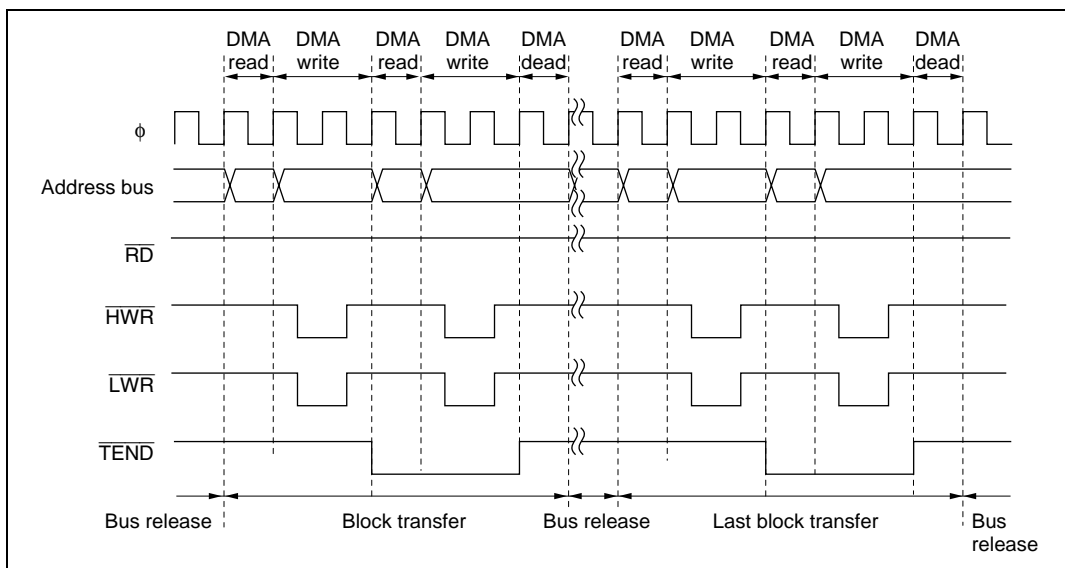 DMA DMA DMA DMA DMA DMA DMA DMA DMA DMA
read write read write dead read write read write dead
ϕ
Address bus
RD
HWR
LWR
TEND
Bus release Block transfer Bus release Last block transfer Bus
release